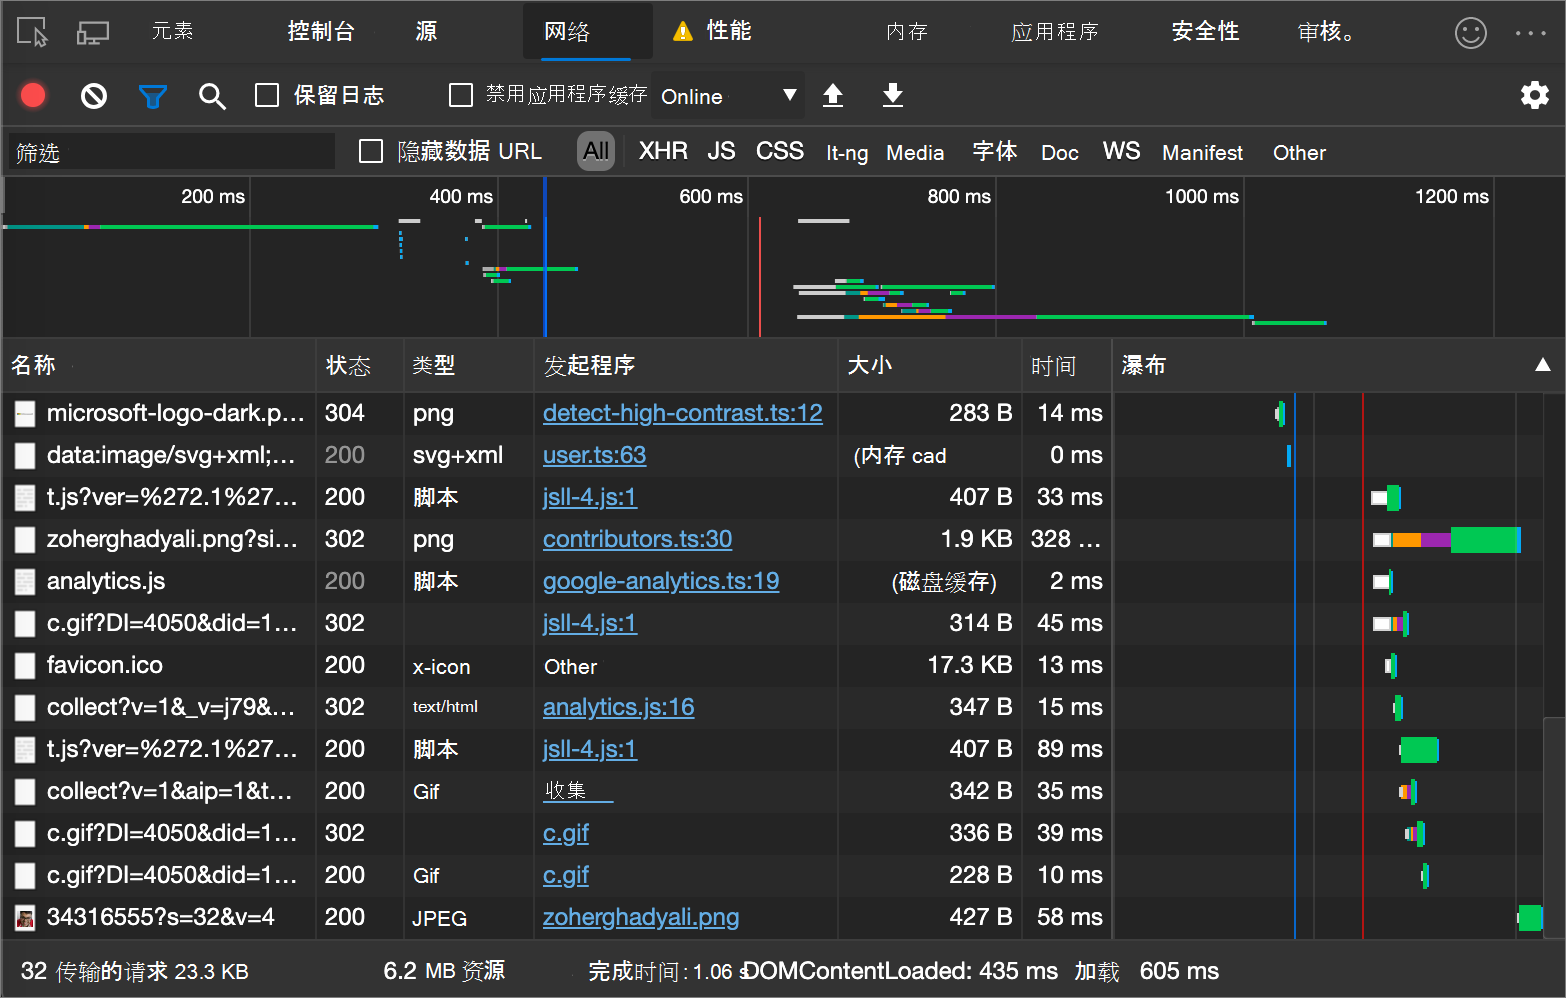 元素 控制台 源 网络 性能 内存 应用程序 安全性 审核。
保留日志 禁用应用程序缓存 Online
筛选 隐藏数据 URL All XHR JS CSS It-ng Media 字体 Doc WS Manifest Other
200 ms 400 ms 600 ms 800 ms 1000 ms 1200 ms
名称 状态 类型 发起程序 大小 时间 瀑布
microsoft-logo-dark.p... 304 png detect-high-contrast.ts:12 283 B 14 ms
data:image/svg+xml;... 200 svg+xml user.ts:63 (内存 cad 0 ms
t.js?ver=%272.1%27... 200 脚本 jsll-4.js:1 407 B 33 ms
zoherghadyali.png?si... 302 png contributors.ts:30 1.9 KB 328 ...
analytics.js 200 脚本 google-analytics.ts:19 (磁盘缓存) 2 ms
c.gif?DI=4050&did=1... 302 jsll-4.js:1 314 B 45 ms
favicon.ico 200 x-icon Other 17.3 KB 13 ms
collect?v=1&_v=j79&... 302 text/html analytics.js:16 347 B 15 ms
t.js?ver=%272.1%27... 200 脚本 jsll-4.js:1 407 B 89 ms
collect?v=1&aip=1&t... 200 Gif 收集 342 B 35 ms
c.gif?DI=4050&did=1... 302 c.gif 336 B 39 ms
c.gif?DI=4050&did=1... 200 Gif c.gif 228 B 10 ms
34316555?s=32&v=4 200 JPEG zoherghadyali.png 427 B 58 ms
32 传输的请求 23.3 KB 6.2 MB 资源 完成时间: 1.06 s DOMContentLoaded: 435 ms 加载 605 ms